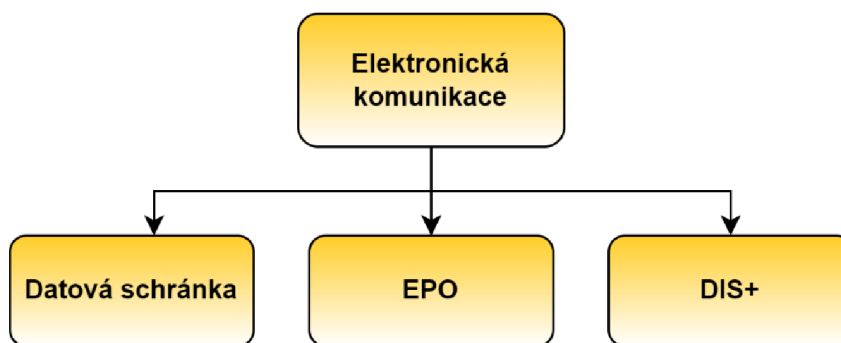 Elektronická
komunikace
Datová schránka
EPO
DIS+